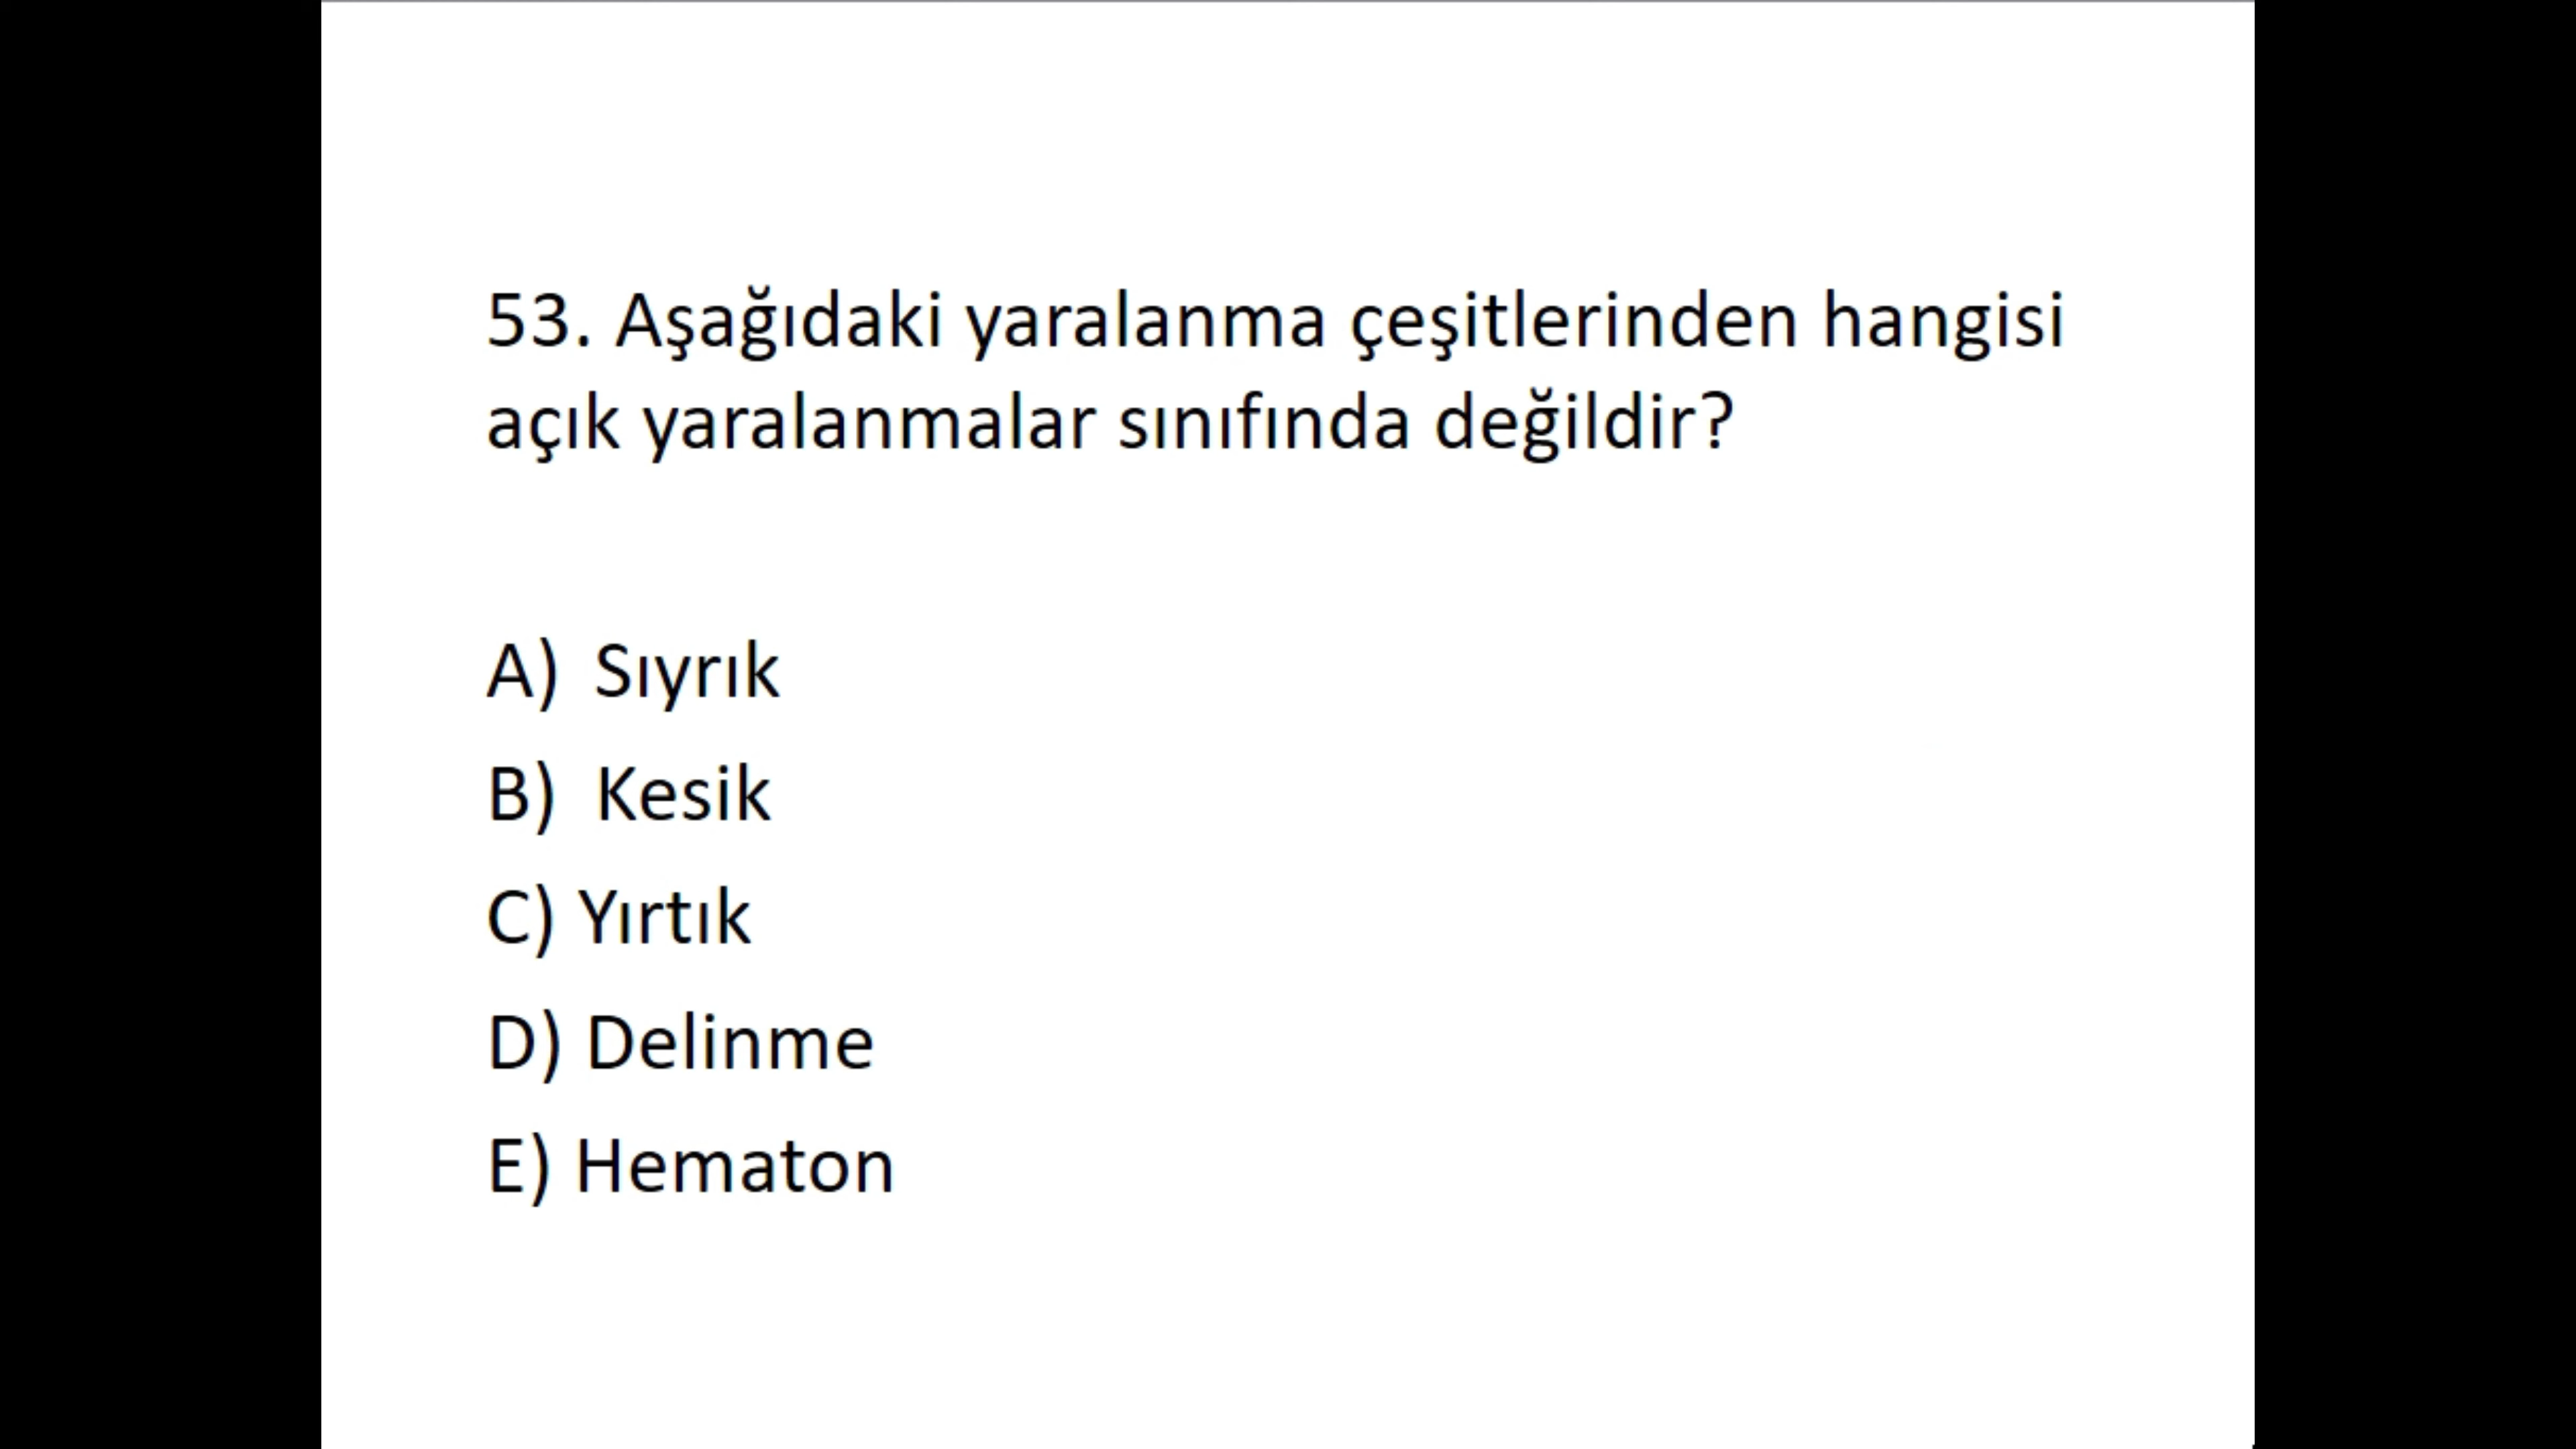 53. Aşağıdaki yaralanma çeşitlerinden hangisi
açık yaralanmalar sınıfında değildir?
A) Sıyrık
B) Kesik
C) Yırtık
D) Delinme
E) Hematon